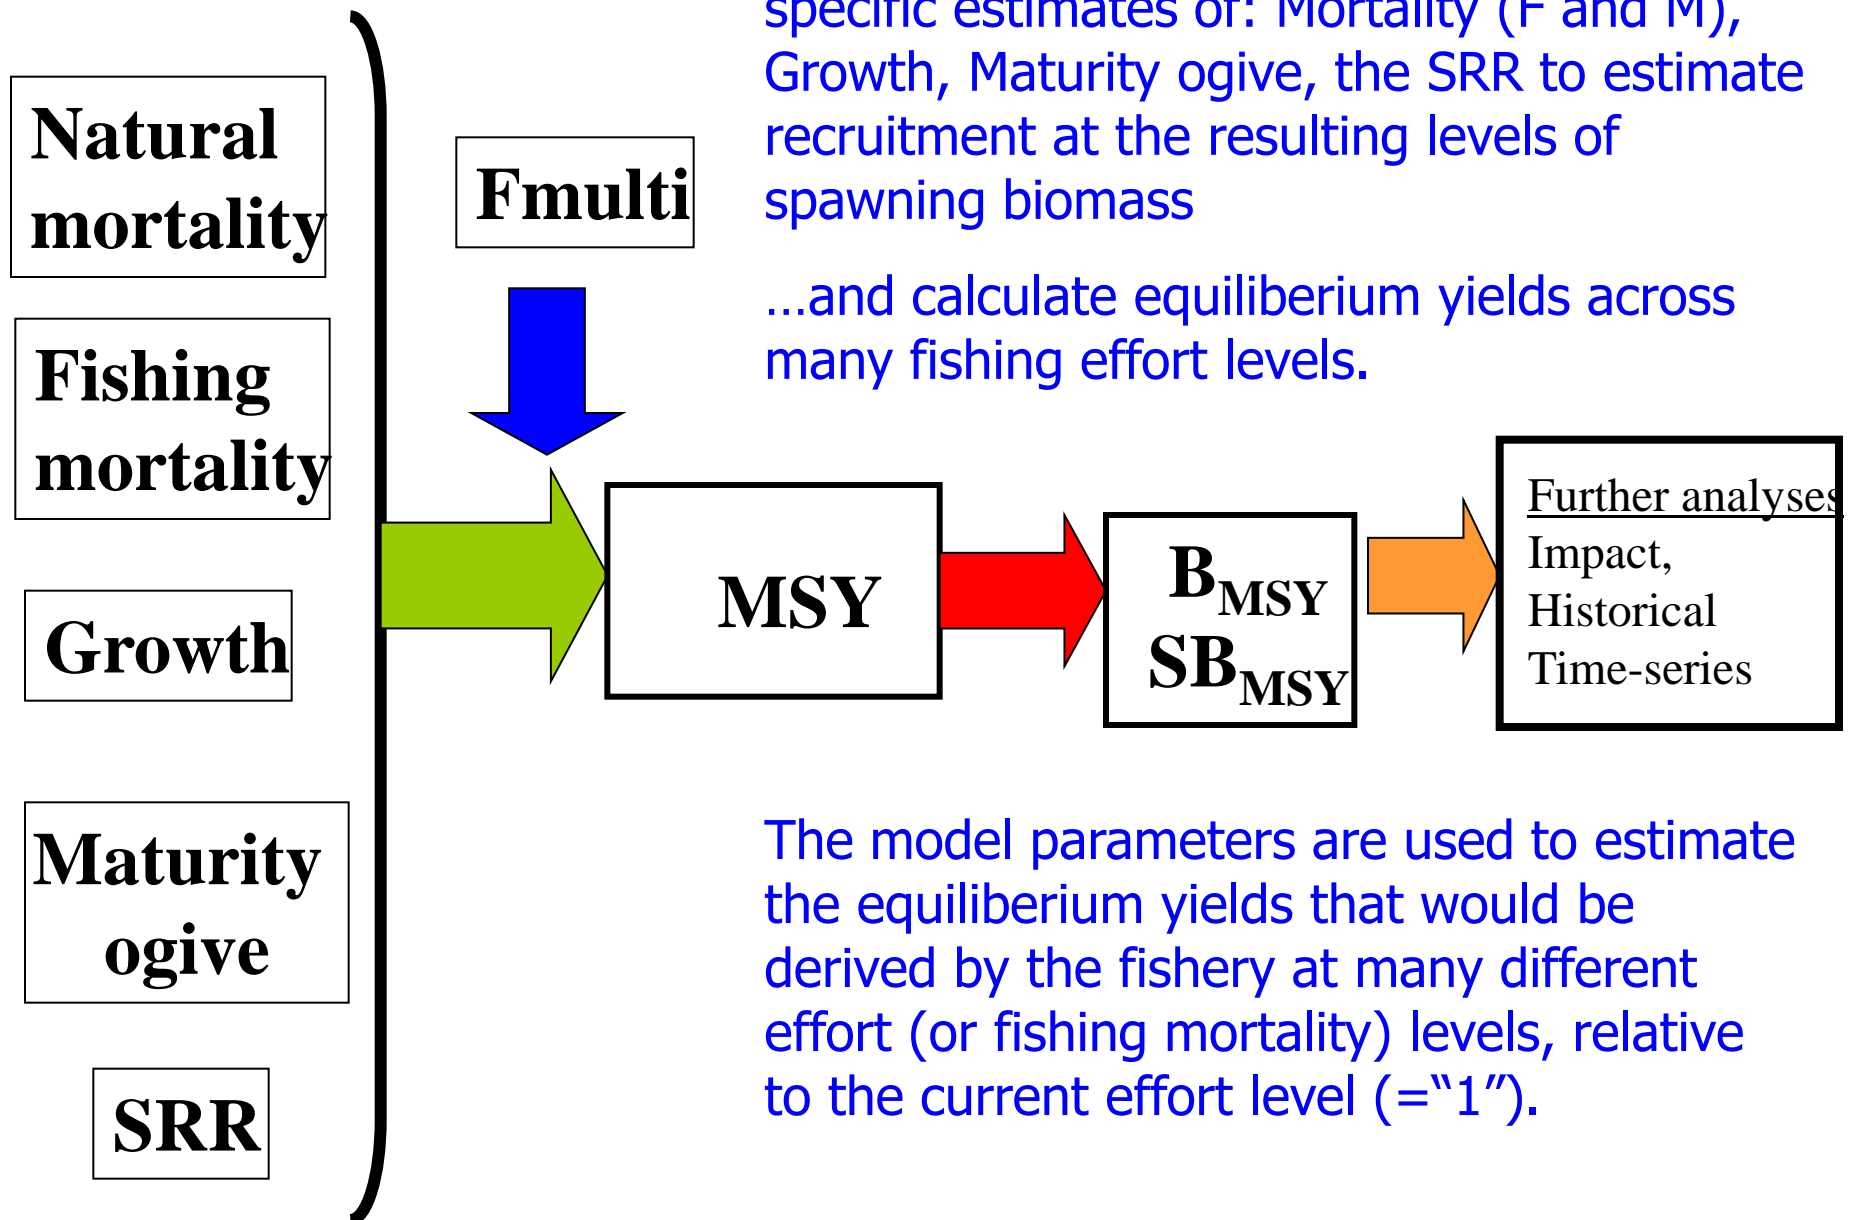 specific estimates of: Mortality (F and M),
Growth, Maturity ogive, the SRR to estimate
recruitment at the resulting levels of
spawning biomass
…and calculate equiliberium yields across
many fishing effort levels.
Natural
mortality
Fishing
mortality
Growth
Maturity
ogive
SRR
Fmulti
MSY
BMSY
SBMSY
Further analyses
Impact,
Historical
Time-series
The model parameters are used to estimate
the equiliberium yields that would be
derived by the fishery at many different
effort (or fishing mortality) levels, relative
to the current effort level (=“1”).